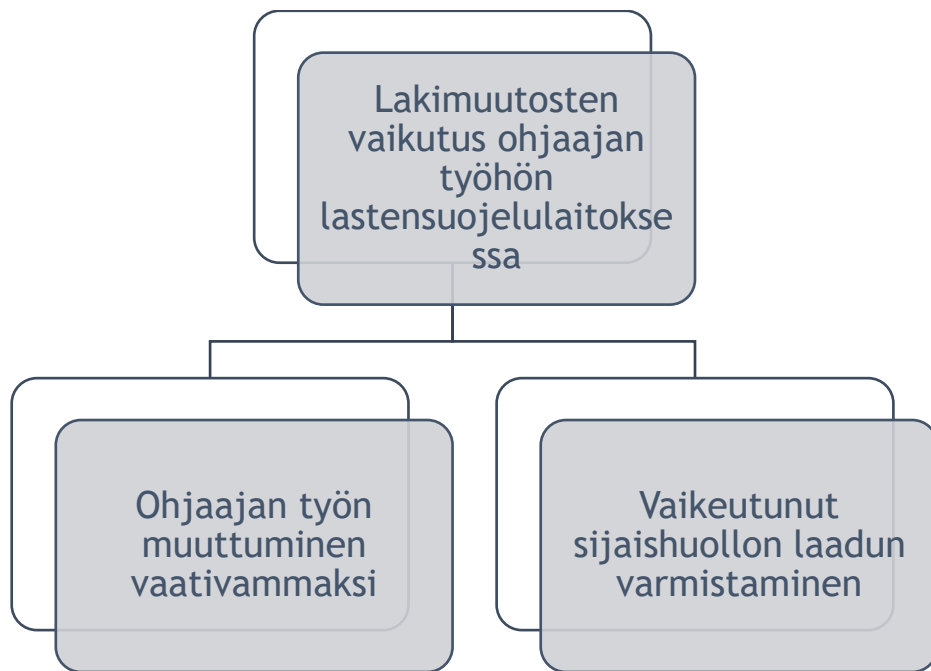 Lakimuutosten
vaikutus ohjaajan
työhön
lastensuojelulaitokse
ssa
Ohjaajan työn
muuttuminen
vaativammaksi
Vaikeutunut
sijaishuollon laadun
varmistaminen